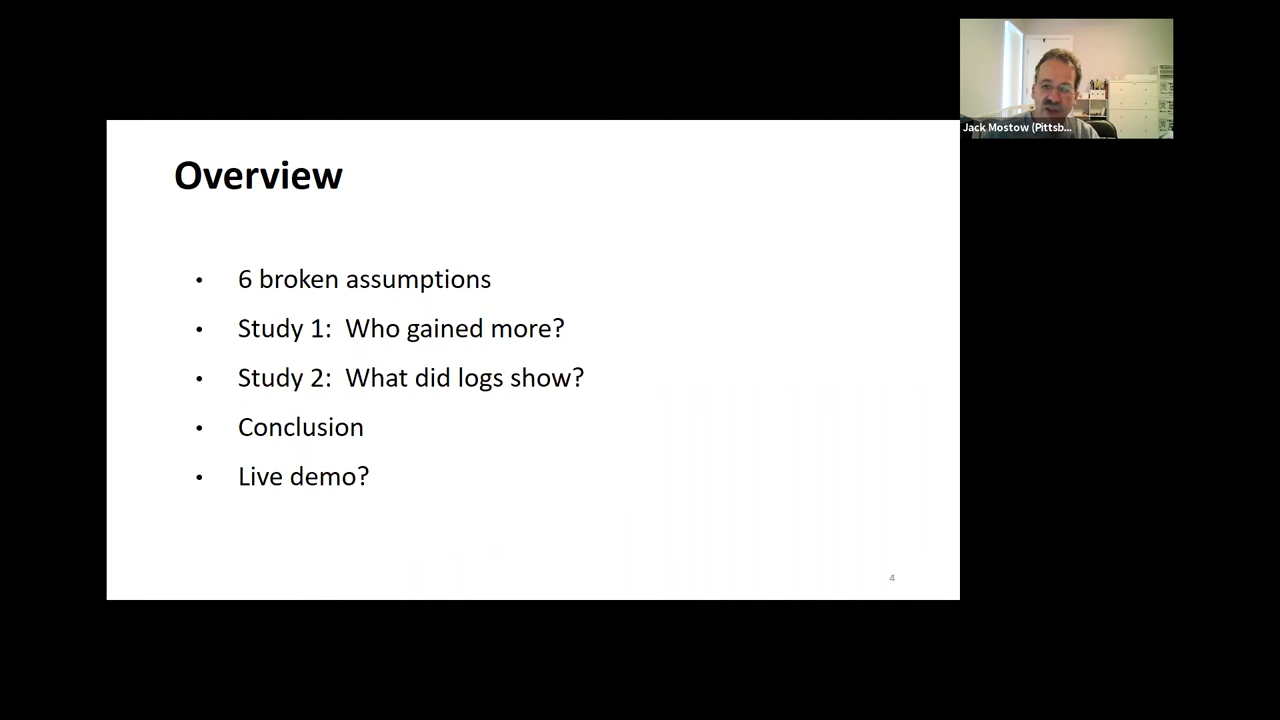 Jack Mostow (Pittsb...
Overview
• 6 broken assumptions
• Study 1:  Who gained more?
• Study 2:  What did logs show?
• Conclusion
• Live demo?
4